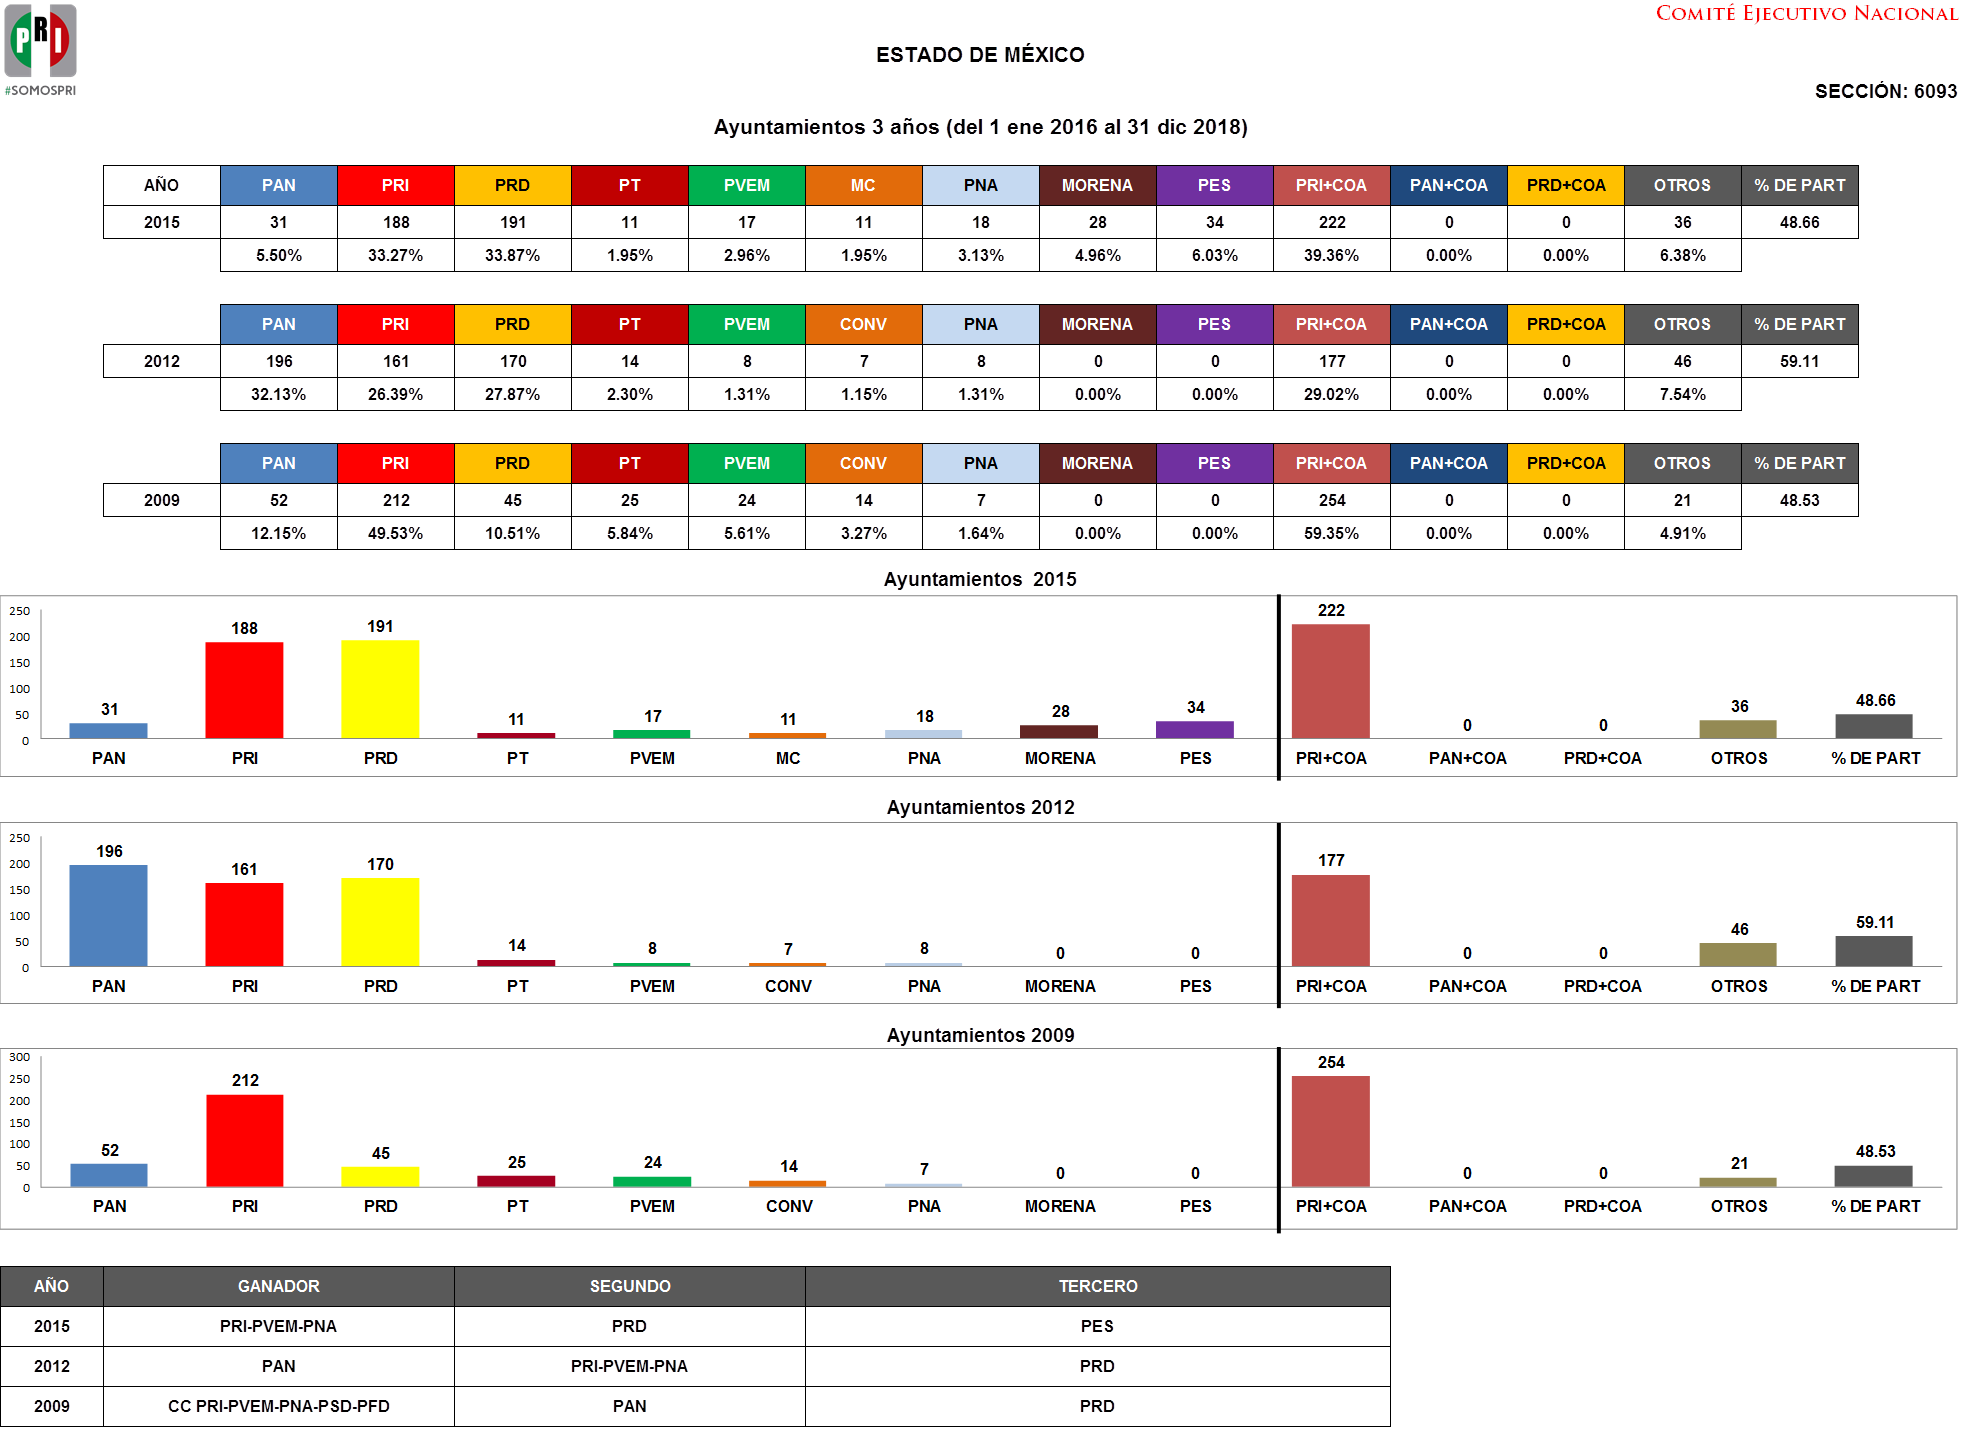 PRI
#SOMOSPRI
COMITÉ EJECUTIVO NACIONAL
ESTADO DE MÉXICO
SECCIÓN: 6093
Ayuntamientos 3 años (del 1 ene 2016 al 31 dic 2018)
AÑO PAN PRI PRD PT PVEM MC PNA MORENA PES PRI+COA PAN+COA PRD+COA OTROS % DE PART
2015 31 188 191 11 17 11 18 28 34 222 0 0 36 48.66
5.50% 33.27% 33.87% 1.95% 2.96% 1.95% 3.13% 4.96% 6.03% 39.36% 0.00% 0.00% 6.38%
PAN PRI PRD PT PVEM CONV PNA MORENA PES PRI+COA PAN+COA PRD+COA OTROS % DE PART
2012 196 161 170 14 8 7 8 0 0 177 0 0 46 59.11
32.13% 26.39% 27.87% 2.30% 1.31% 1.15% 1.31% 0.00% 0.00% 29.02% 0.00% 0.00% 7.54%
PAN PRI PRD PT PVEM CONV PNA MORENA PES PRI+COA PAN+COA PRD+COA OTROS % DE PART
2009 52 212 45 25 24 14 7 0 0 254 0 0 21 48.53
12.15% 49.53% 10.51% 5.84% 5.61% 3.27% 1.64% 0.00% 0.00% 59.35% 0.00% 0.00% 4.91%
Ayuntamientos 2015
250
200
150
100
50
0
31 188 191 11 17 11 18 28 34 222 0 0 36 48.66
PAN PRI PRD PT PVEM MC PNA MORENA PES PRI+COA PAN+COA PRD+COA OTROS % DE PART
Ayuntamientos 2012
250
200
150
100
50
0
196 161 170 14 8 7 8 0 0 177 0 0 46 59.11
PAN PRI PRD PT PVEM CONV PNA MORENA PES PRI+COA PAN+COA PRD+COA OTROS % DE PART
Ayuntamientos 2009
300
250
200
150
100
50
0
52 212 45 25 24 14 7 0 0 254 0 0 21 48.53
PAN PRI PRD PT PVEM CONV PNA MORENA PES PRI+COA PAN+COA PRD+COA OTROS % DE PART
AÑO GANADOR SEGUNDO TERCERO
2015 PRI-PVEM-PNA PRD PES
2012 PAN PRI-PVEM-PNA PRD
2009 CC PRI-PVEM-PNA-PSD-PFD PAN PRD